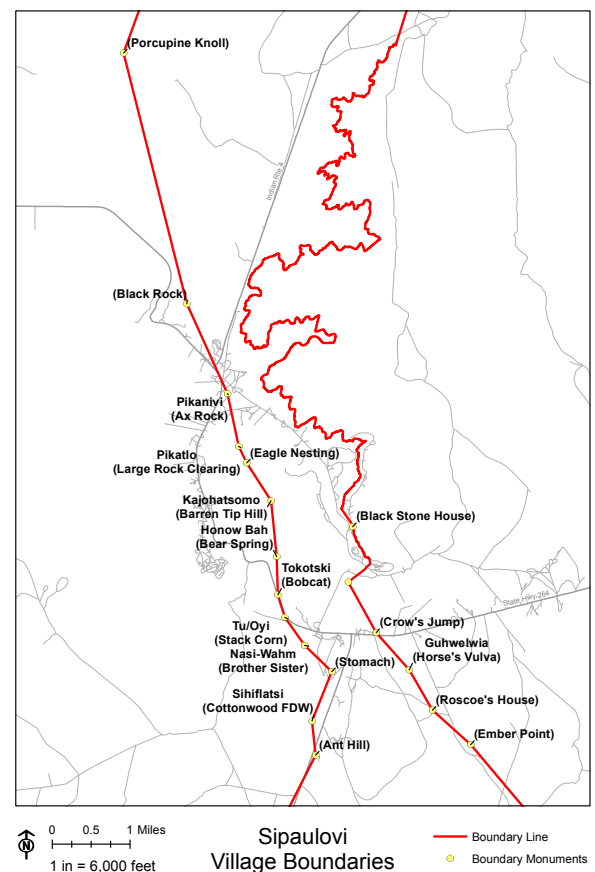 (Porcupine Knoll)
Indian Rte 4
(Black Rock)
Pikanivi
(Ax Rock)
(Eagle Nesting)
Pikatlo
(Large Rock Clearing)
Kajohatsomo
(Barren Tip Hill)
Honow Bah
(Bear Spring)
(Black Stone House)
Tokotski
(Bobcat)
State Hwy 264
Tu/Oyi
(Stack Corn)
(Crow's Jump)
Nasi-Wahm
(Brother Sister)
(Stomach)
Guhwelwia
(Horse's Vulva)
Sihiflatsi
(Cottonwood FDW)
(Roscoe's House)
(Ember Point)
(Ant Hill)
N
0 0.5 1 Miles
1 in = 6,000 feet
Sipaulovi
Village Boundaries
Boundary Line
Boundary Monuments